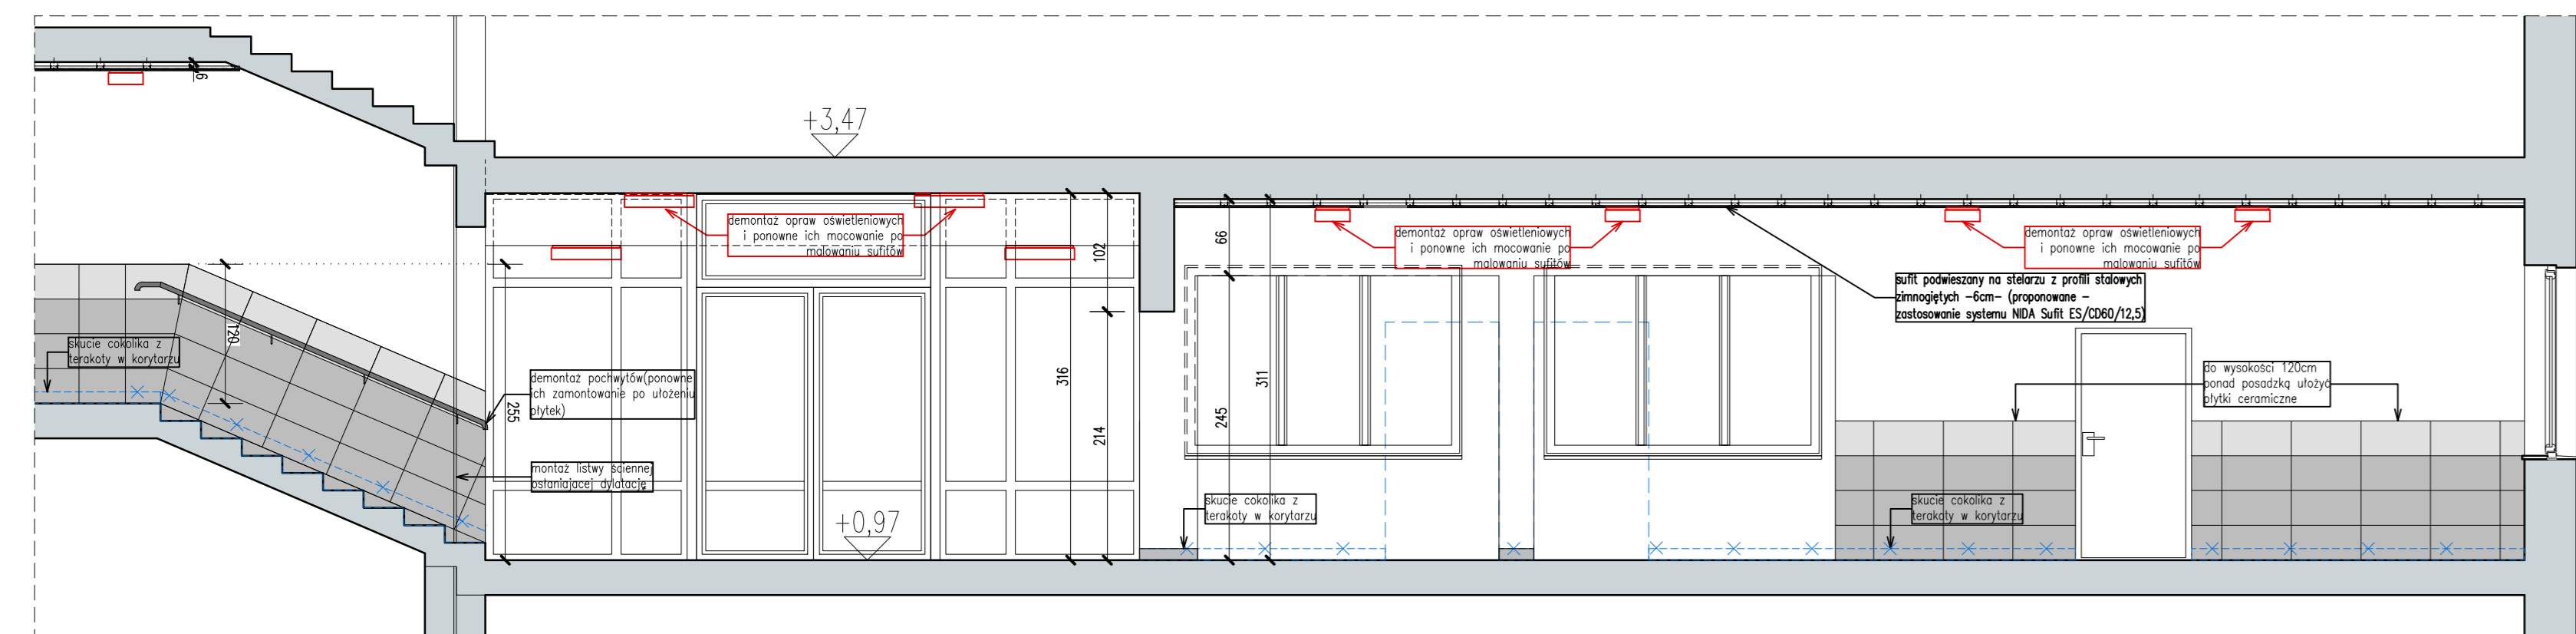 6
+3,47
demontaż opraw oświetleniowych
i ponowne ich mocowanie po
malowaniu sufitów
102
66
demontaż opraw oświetleniowych
i ponowne ich mocowanie po
malowaniu sufitów
demontaż opraw oświetleniowych
i ponowne ich mocowanie po
malowaniu sufitów
sufit podwieszany na stelarzu z profili stalowych
zimnogiętych -6cm- (proponowane -
zastosowanie systemu NIDA Sufit ES/CD60/12,5)
120
skucie cokolika z
terakoty w korytarzu
demontaż pochwytów(ponowne
ich zamontowanie po ułożeniu
płytek)
255
316
311
214
245
do wysokości 120cm
ponad posadzką ułożyć
płytki ceramiczne
montaż listwy ściennej
osłaniajacej dylatację
+0,97
skucie cokolika z
terakoty w korytarzu
skucie cokolika z
terakoty w korytarzu